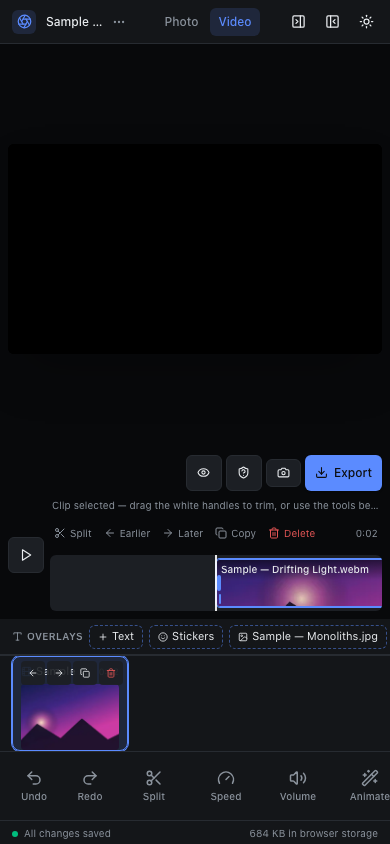 Sample ... Photo Video
Export
Clip selected — drag the white handles to trim, or use the tools be...
Split Earlier Later Copy Delete 0:02
Sample — Drifting Light.webm
OVERLAYS Text Stickers Sample — Monoliths.jpg
Undo Redo Split Speed Volume Animate
All changes saved 684 KB in browser storage